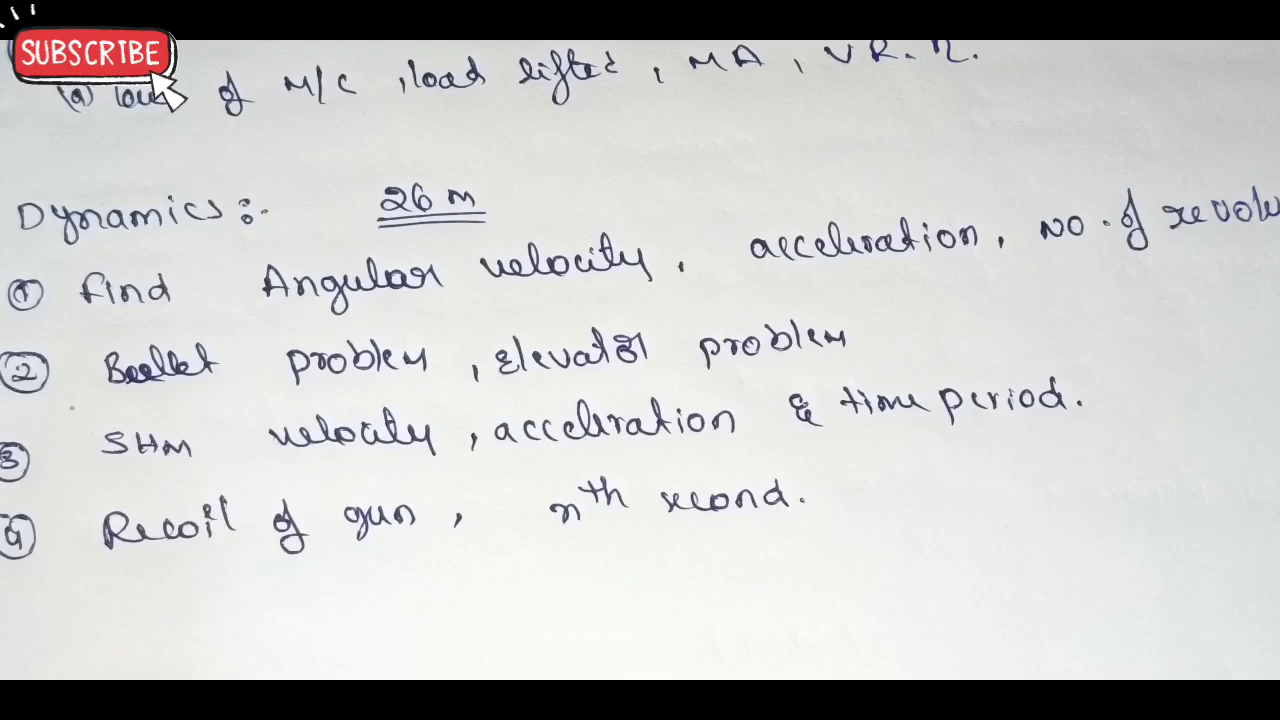 SUBSCRIBE
(a) of M/C, load lifted, MA, VR. η.
Dynamics:- 26 m
① Find Angular velocity, acceleration, No. of revolu
② problem, Elevator problem
③ SHM velocity, acceleration & time period.
④ Recoil of gun, nth second.